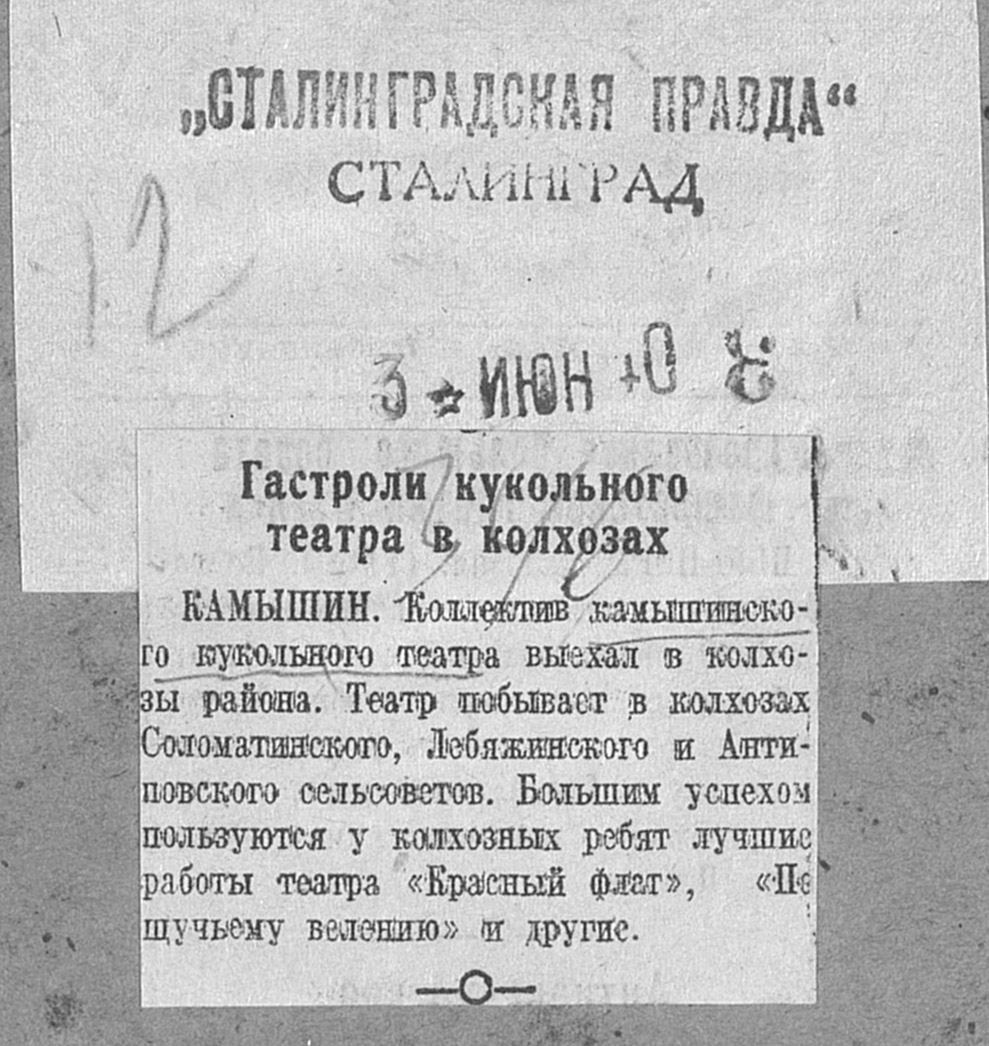 „СТАЛИНГРАДСКАЯ ПРАВДА“
СТАЛИНГРАД
12
3 ★ ИЮН 40
Гастроли кукольного
театра в колхозах
КАМЫШИН. Коллектив камышинско-
го кукольного театра выехал в колхо-
зы района. Театр побывает в колхозах
Соломатинского, Лебяжинского и Анти-
повского сельсоветов. Большим успехом
пользуются у колхозных ребят лучшие
работы театра «Красный флаг», «По
щучьему велению» и другие.